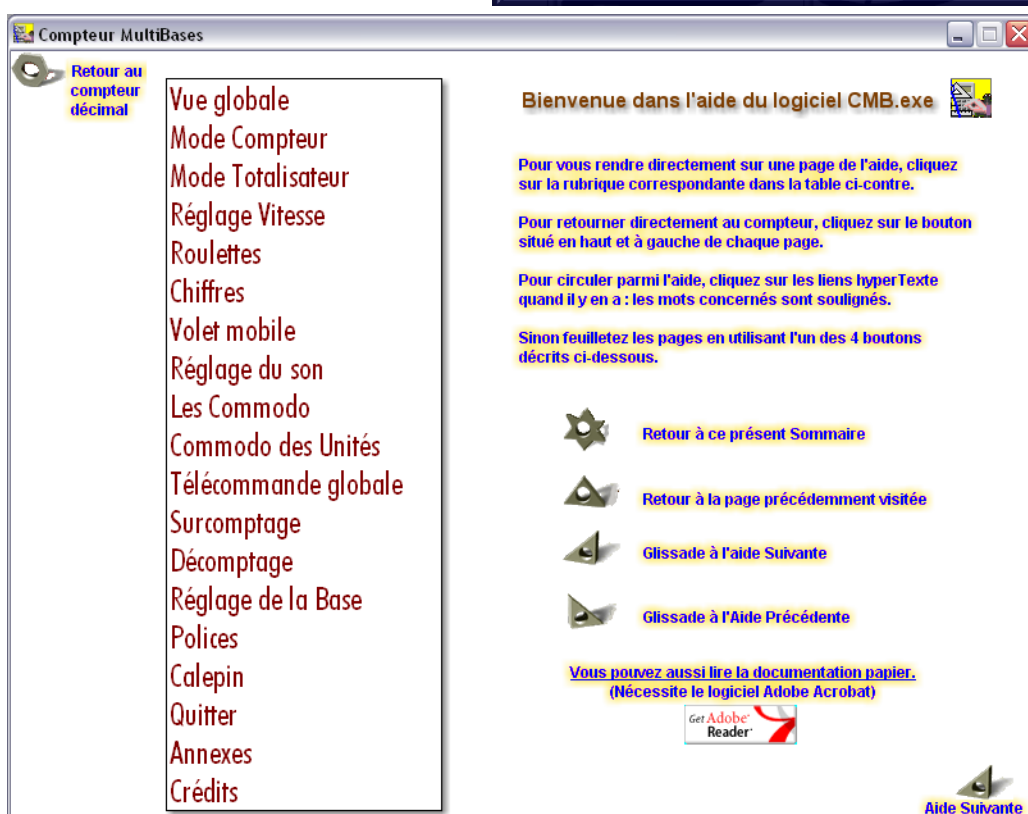 Compteur MultiBases
Retour au
compteur
décimal
Vue globale
Mode Compteur
Mode Totalisateur
Réglage Vitesse
Roulettes
Chiffres
Volet mobile
Réglage du son
Les Commodo
Commodo des Unités
Télécommande globale
Surcomptage
Décomptage
Réglage de la Base
Polices
Calepin
Quitter
Annexes
Crédits
Bienvenue dans l'aide du logiciel CMB.exe
Pour vous rendre directement sur une page de l'aide, cliquez
sur la rubrique correspondante dans la table ci-contre.
Pour retourner directement au compteur, cliquez sur le bouton
situé en haut et à gauche de chaque page.
Pour circuler parmi l'aide, cliquez sur les liens hyperTexte
quand il y en a : les mots concernés sont soulignés.
Sinon feuilletez les pages en utilisant l'un des 4 boutons
décrits ci-dessous.
Retour à ce présent Sommaire
Retour à la page précédemment visitée
Glissade à l'aide Suivante
Glissade à l'Aide Précédente
Vous pouvez aussi lire la documentation papier.
(Nécessite le logiciel Adobe Acrobat)
Get Adobe
Reader
Aide Suivante